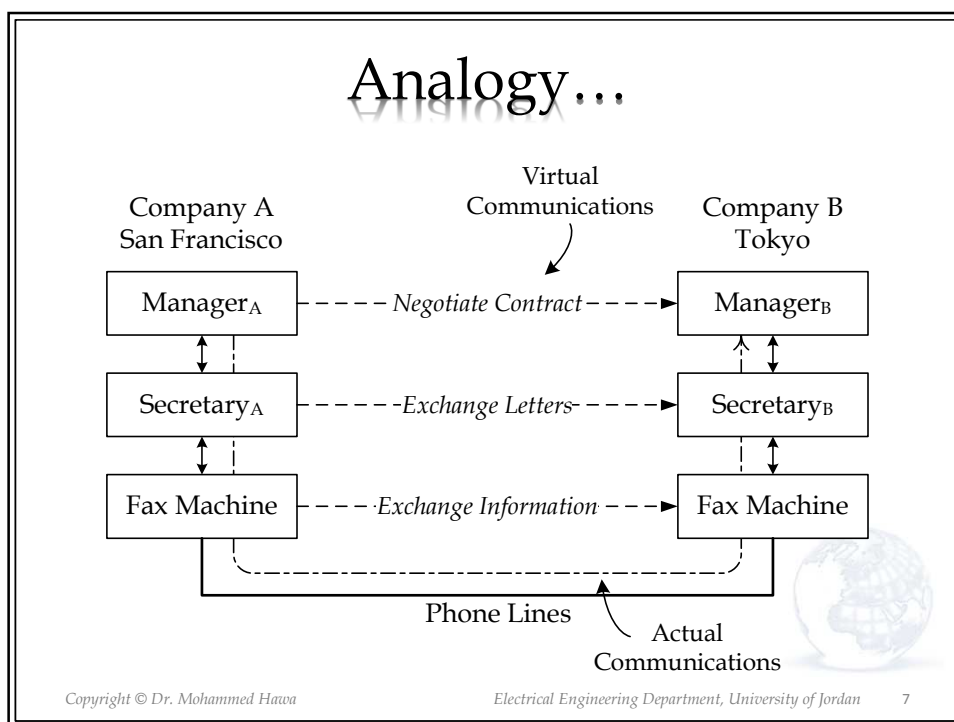 Analogy…
Virtual
Communications
Company A
San Francisco
Company B
Tokyo
ManagerA
Negotiate Contract
ManagerB
SecretaryA
Exchange Letters
SecretaryB
Fax Machine
Exchange Information
Fax Machine
Phone Lines
Actual
Communications
Copyright © Dr. Mohammed Hawa
Electrical Engineering Department, University of Jordan
7